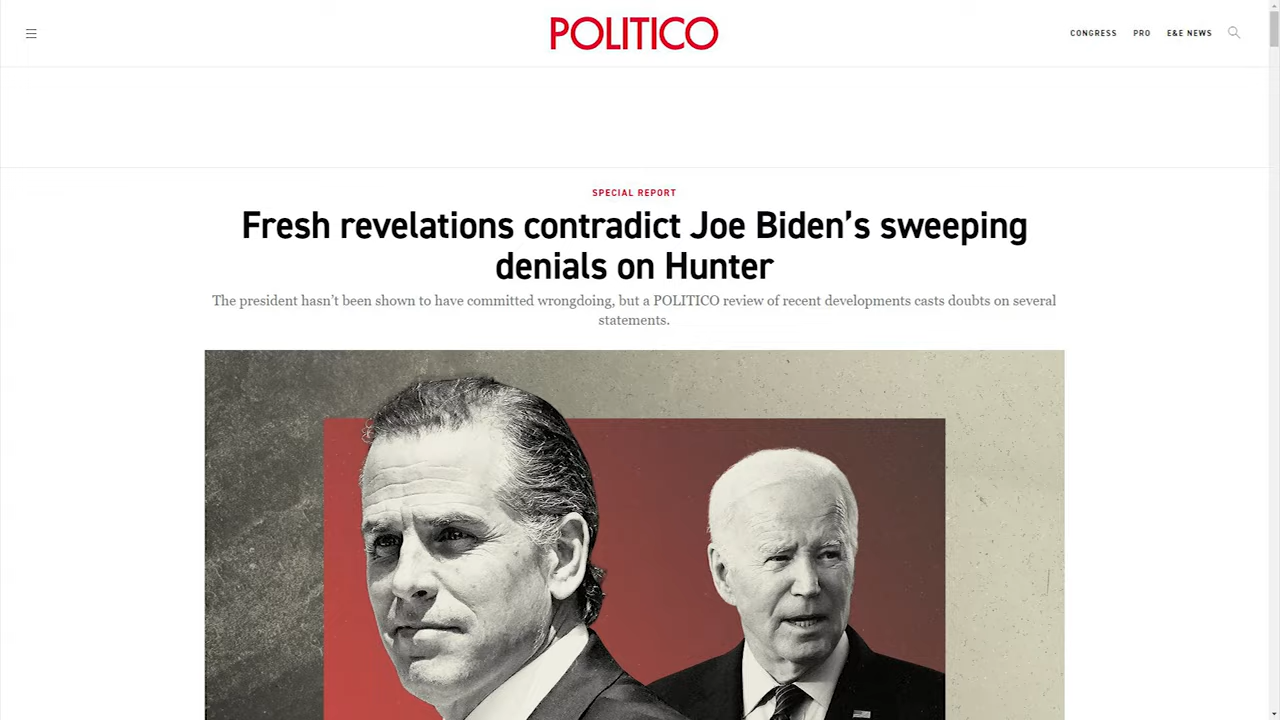 POLITICO
CONGRESS PRO E&E NEWS
SPECIAL REPORT
Fresh revelations contradict Joe Biden’s sweeping
denials on Hunter
The president hasn’t been shown to have committed wrongdoing, but a POLITICO review of recent developments casts doubts on several
statements.